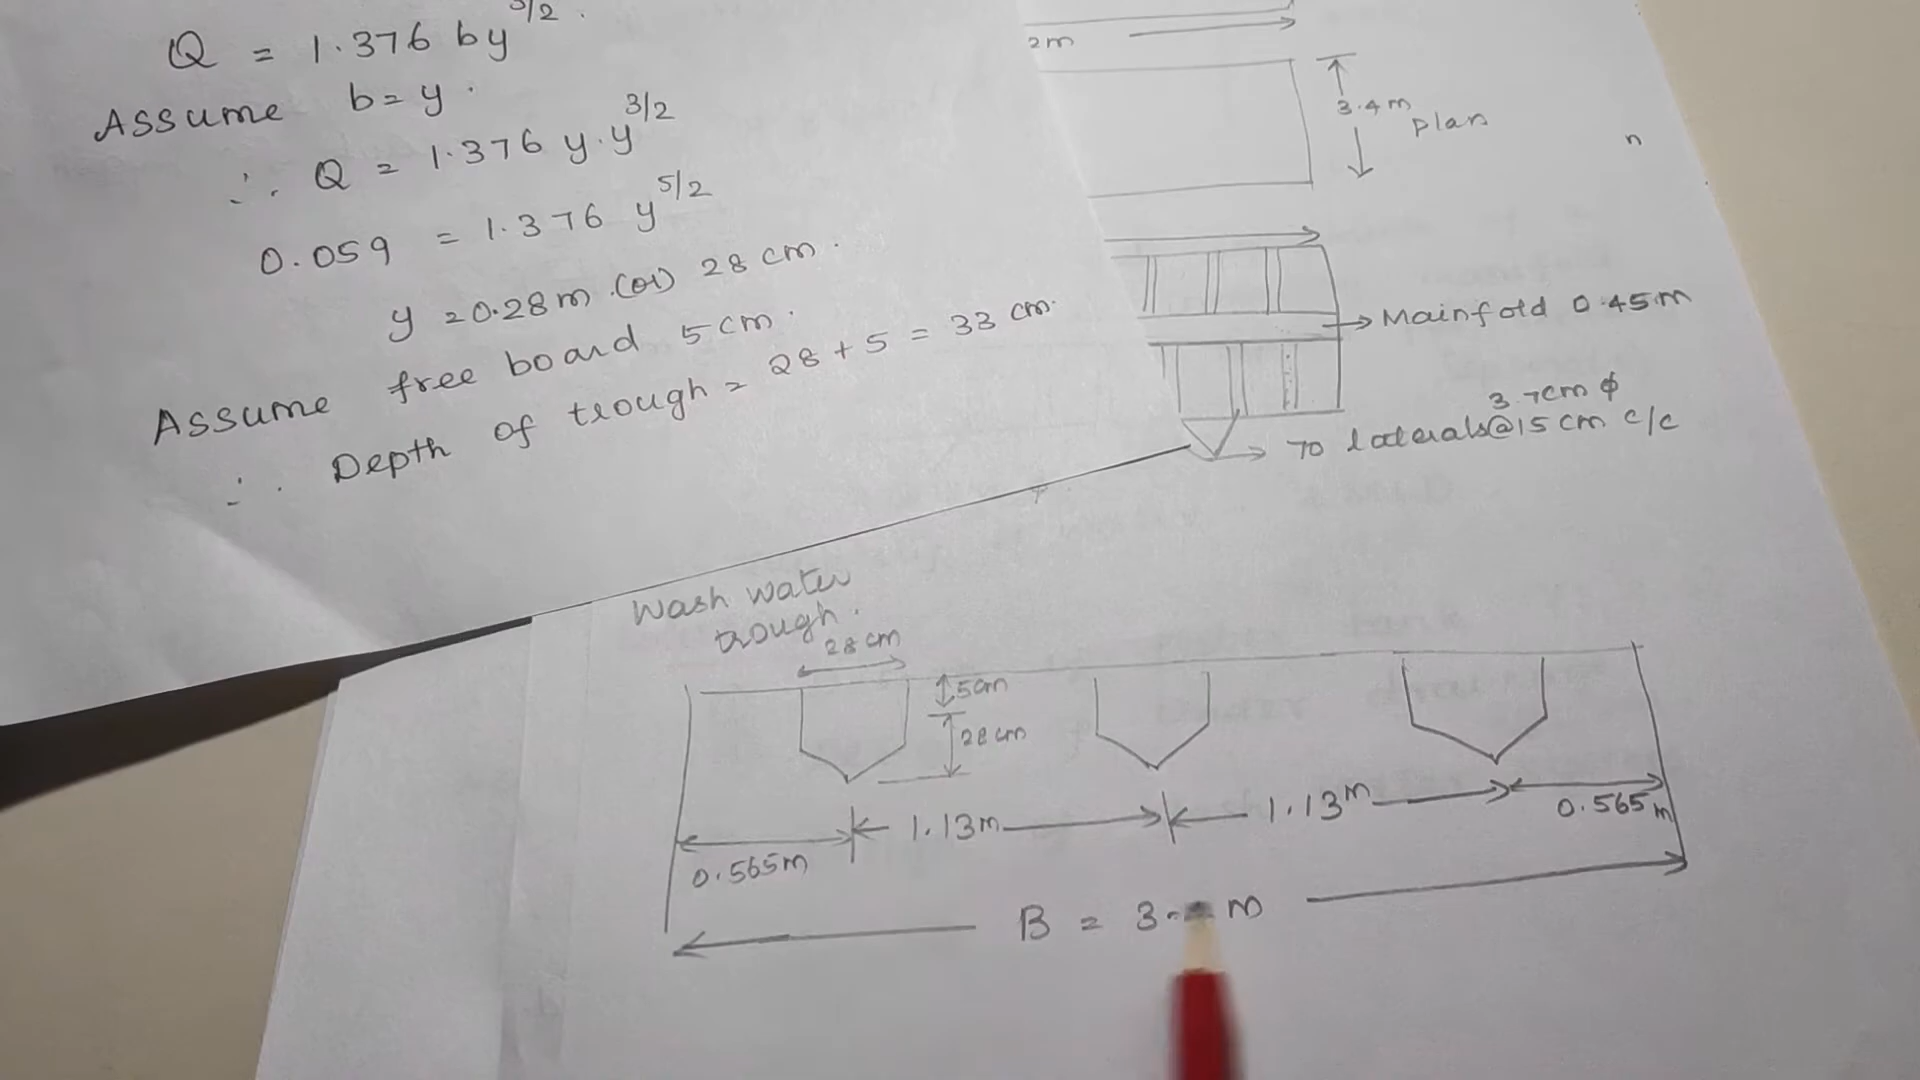 Q = 1.376 by^3/2.
Assume b = y.
∴ Q = 1.376 y.y^3/2
0.059 = 1.376 y^5/2
y = 0.28m (or) 28 cm.
Assume free board 5 cm.
∴ Depth of trough = 28 + 5 = 33 cm.
2m
3.4m
plan
n
Mainfold 0.45m
3.7cm ϕ
To laterals@15 cm c/c
Wash water
trough.
28 cm
5cm
28 cm
1.13m
1.13m
0.565m
0.565m
B = 3. m